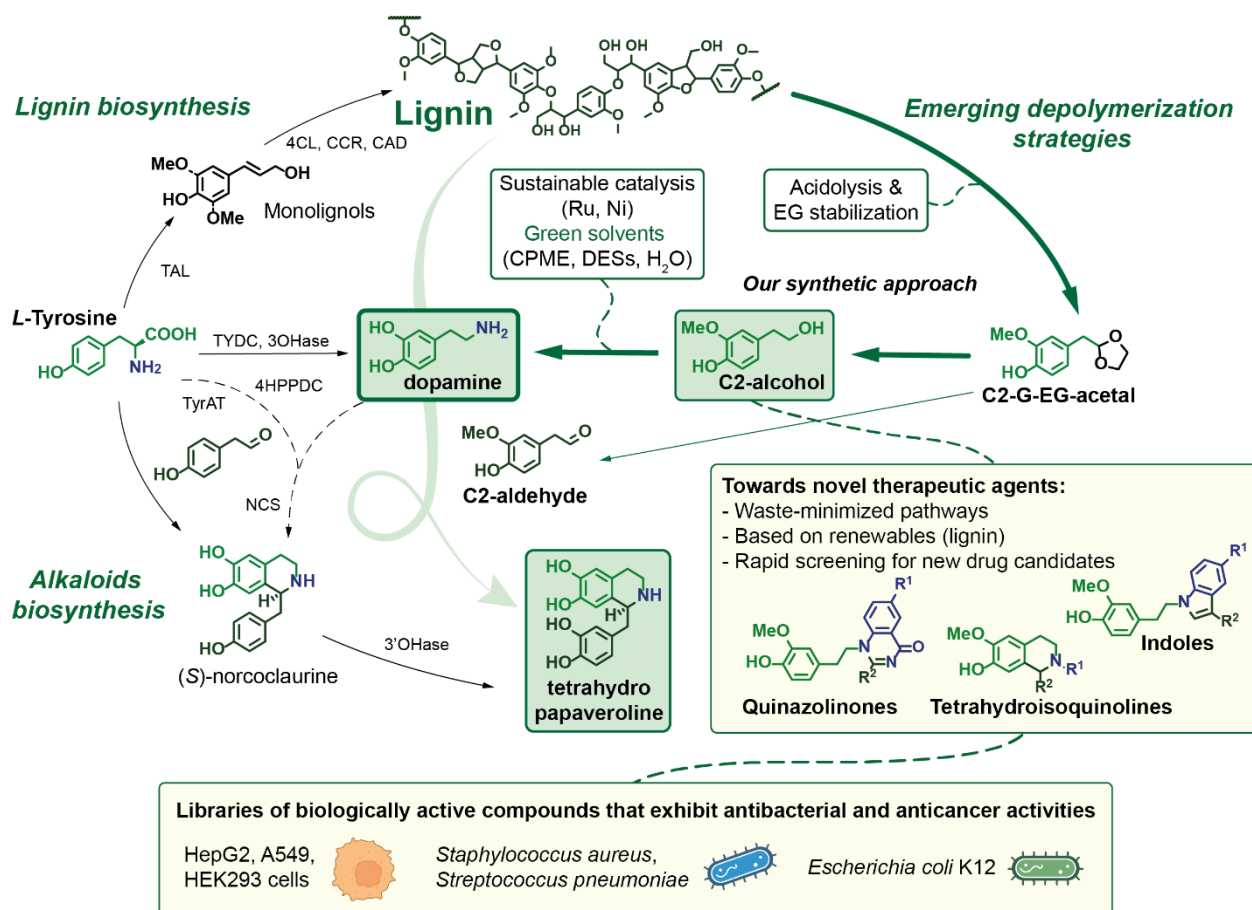 Lignin biosynthesis
Lignin
Emerging depolymerization
strategies
4CL, CCR, CAD
MeO
OH
HO
OMe
Monolignols
TAL
O
O
O
O
O
O
O
O
OH
OH
O
O
OH
OH
OH
O
O
O
OH
O
O
O
Sustainable catalysis
(Ru, Ni)
Green solvents
(CPME, DESs, H2O)
Acidolysis &
EG stabilization
Our synthetic approach
L-Tyrosine
COOH
HO
NH2
TYDC, 3OHase
HO
HO
NH2
dopamine
MeO
HO
OH
C2-alcohol
MeO
HO
O
O
C2-G-EG-acetal
4HPPDC
TyrAT
HO
O
NCS
MeO
HO
O
C2-aldehyde
Alkaloids
biosynthesis
HO
HO
NH
H
HO
(S)-norcoclaurine
3'OHase
HO
HO
NH
H
HO
HO
tetrahydro
papaveroline
Towards novel therapeutic agents:
- Waste-minimized pathways
- Based on renewables (lignin)
- Rapid screening for new drug candidates
R1
MeO
HO
N
N
O
R2
Quinazolinones
MeO
HO
N
R1
R2
Tetrahydroisoquinolines
R1
MeO
HO
N
R2
Indoles
Libraries of biologically active compounds that exhibit antibacterial and anticancer activities
HepG2, A549,
HEK293 cells
Staphylococcus aureus,
Streptococcus pneumoniae
Escherichia coli K12